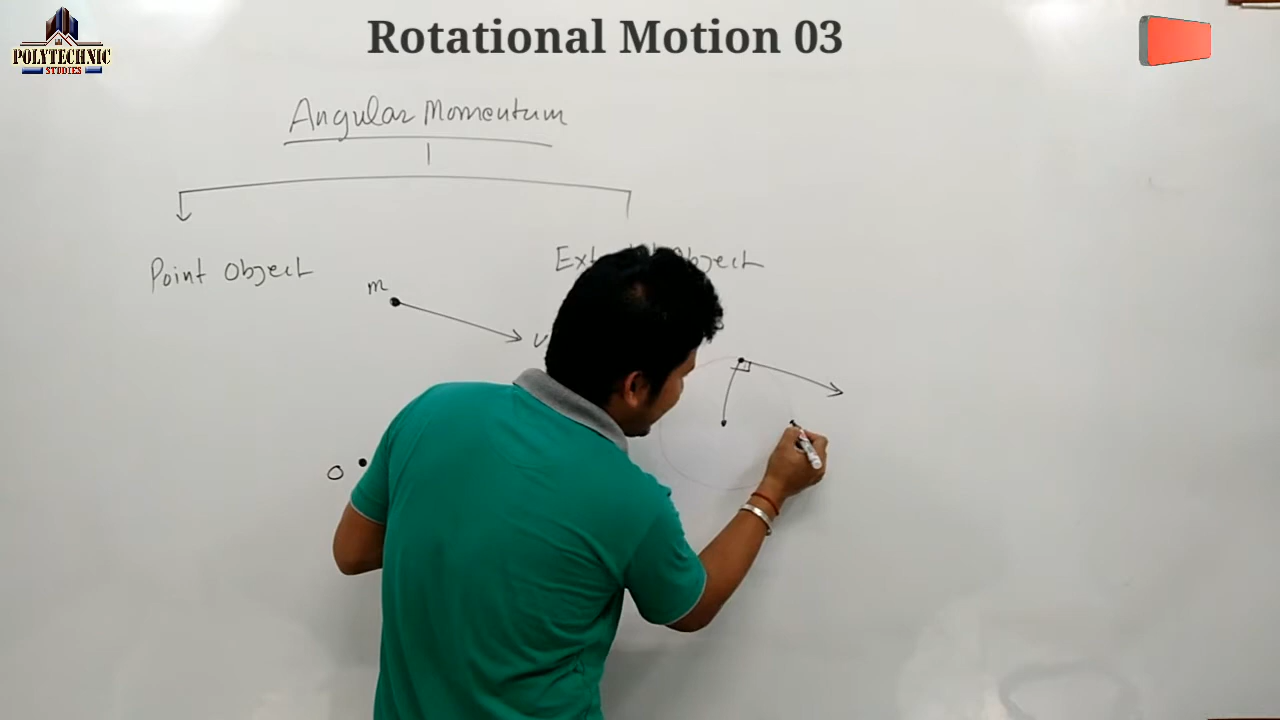 Rotational Motion 03
POLYTECHNIC
STUDIES
Angular Momentum
Point Object
Object
m
v
O